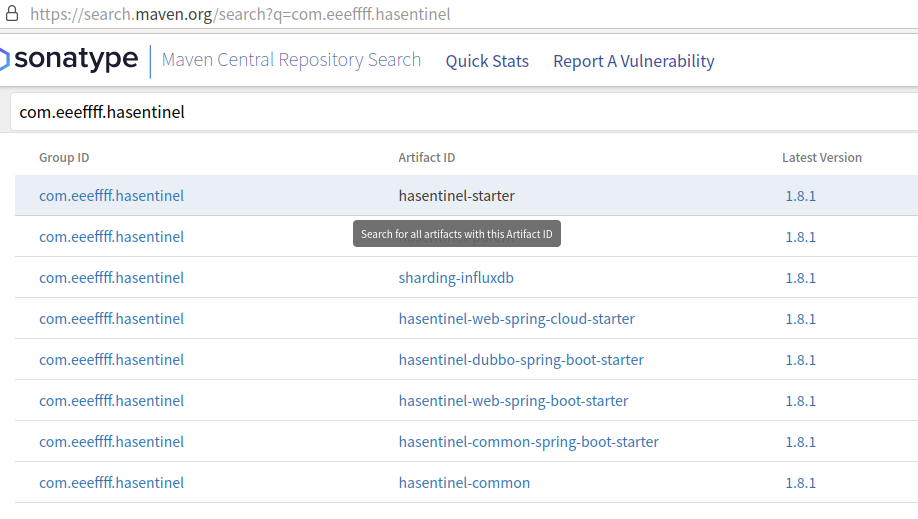 https://search.maven.org/search?q=com.eeeffff.hasentinel
sonatype Maven Central Repository Search Quick Stats Report A Vulnerability
com.eeeffff.hasentinel
Group ID Artifact ID Latest Version
com.eeeffff.hasentinel hasentinel-starter 1.8.1
Search for all artifacts with this Artifact ID
com.eeeffff.hasentinel 1.8.1
com.eeeffff.hasentinel sharding-influxdb 1.8.1
com.eeeffff.hasentinel hasentinel-web-spring-cloud-starter 1.8.1
com.eeeffff.hasentinel hasentinel-dubbo-spring-boot-starter 1.8.1
com.eeeffff.hasentinel hasentinel-web-spring-boot-starter 1.8.1
com.eeeffff.hasentinel hasentinel-common-spring-boot-starter 1.8.1
com.eeeffff.hasentinel hasentinel-common 1.8.1